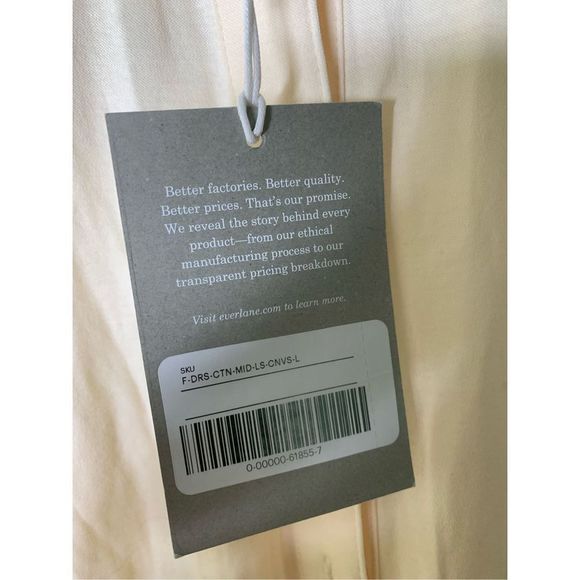 Better factories. Better quality.
Better prices. That's our promise.
We reveal the story behind every
product—from our ethical
manufacturing process to our
transparent pricing breakdown.
Visit everlane.com to learn more.
SKU
F-DRS-CTN-MID-LS-CNVS-L
0-00000-61855-7